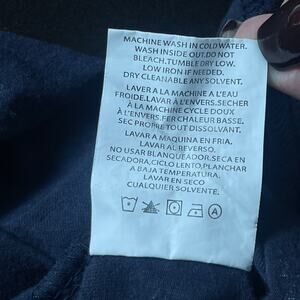 MACHINE WASH IN COLD WATER.
WASH INSIDE OUT.DO NOT
BLEACH.TUMBLE DRY LOW.
LOW IRON IF NEEDED.
DRY CLEANABLE ANY SOLVENT.
LAVER A LA MACHINE A L'EAU
FROIDE.LAVAR À L'ENVERS.SECHER
À LA MACHINE CYCLE DOUX
À L'ENVERS.FER CHALEUR BASSE.
SEC PROPRE TOUT DISSOLVANT.
LAVAR A MAQUINA EN FRIA.
LAVAR AL REVERSO.
NO USAR BLANQUEADOR.SECA EN
SECADORA,CICLO LENTO,PLANCHAR
A BAJA TEMPERATURA.
LAVAR EN SECO
CUALQUIER SOLVENTE.
A